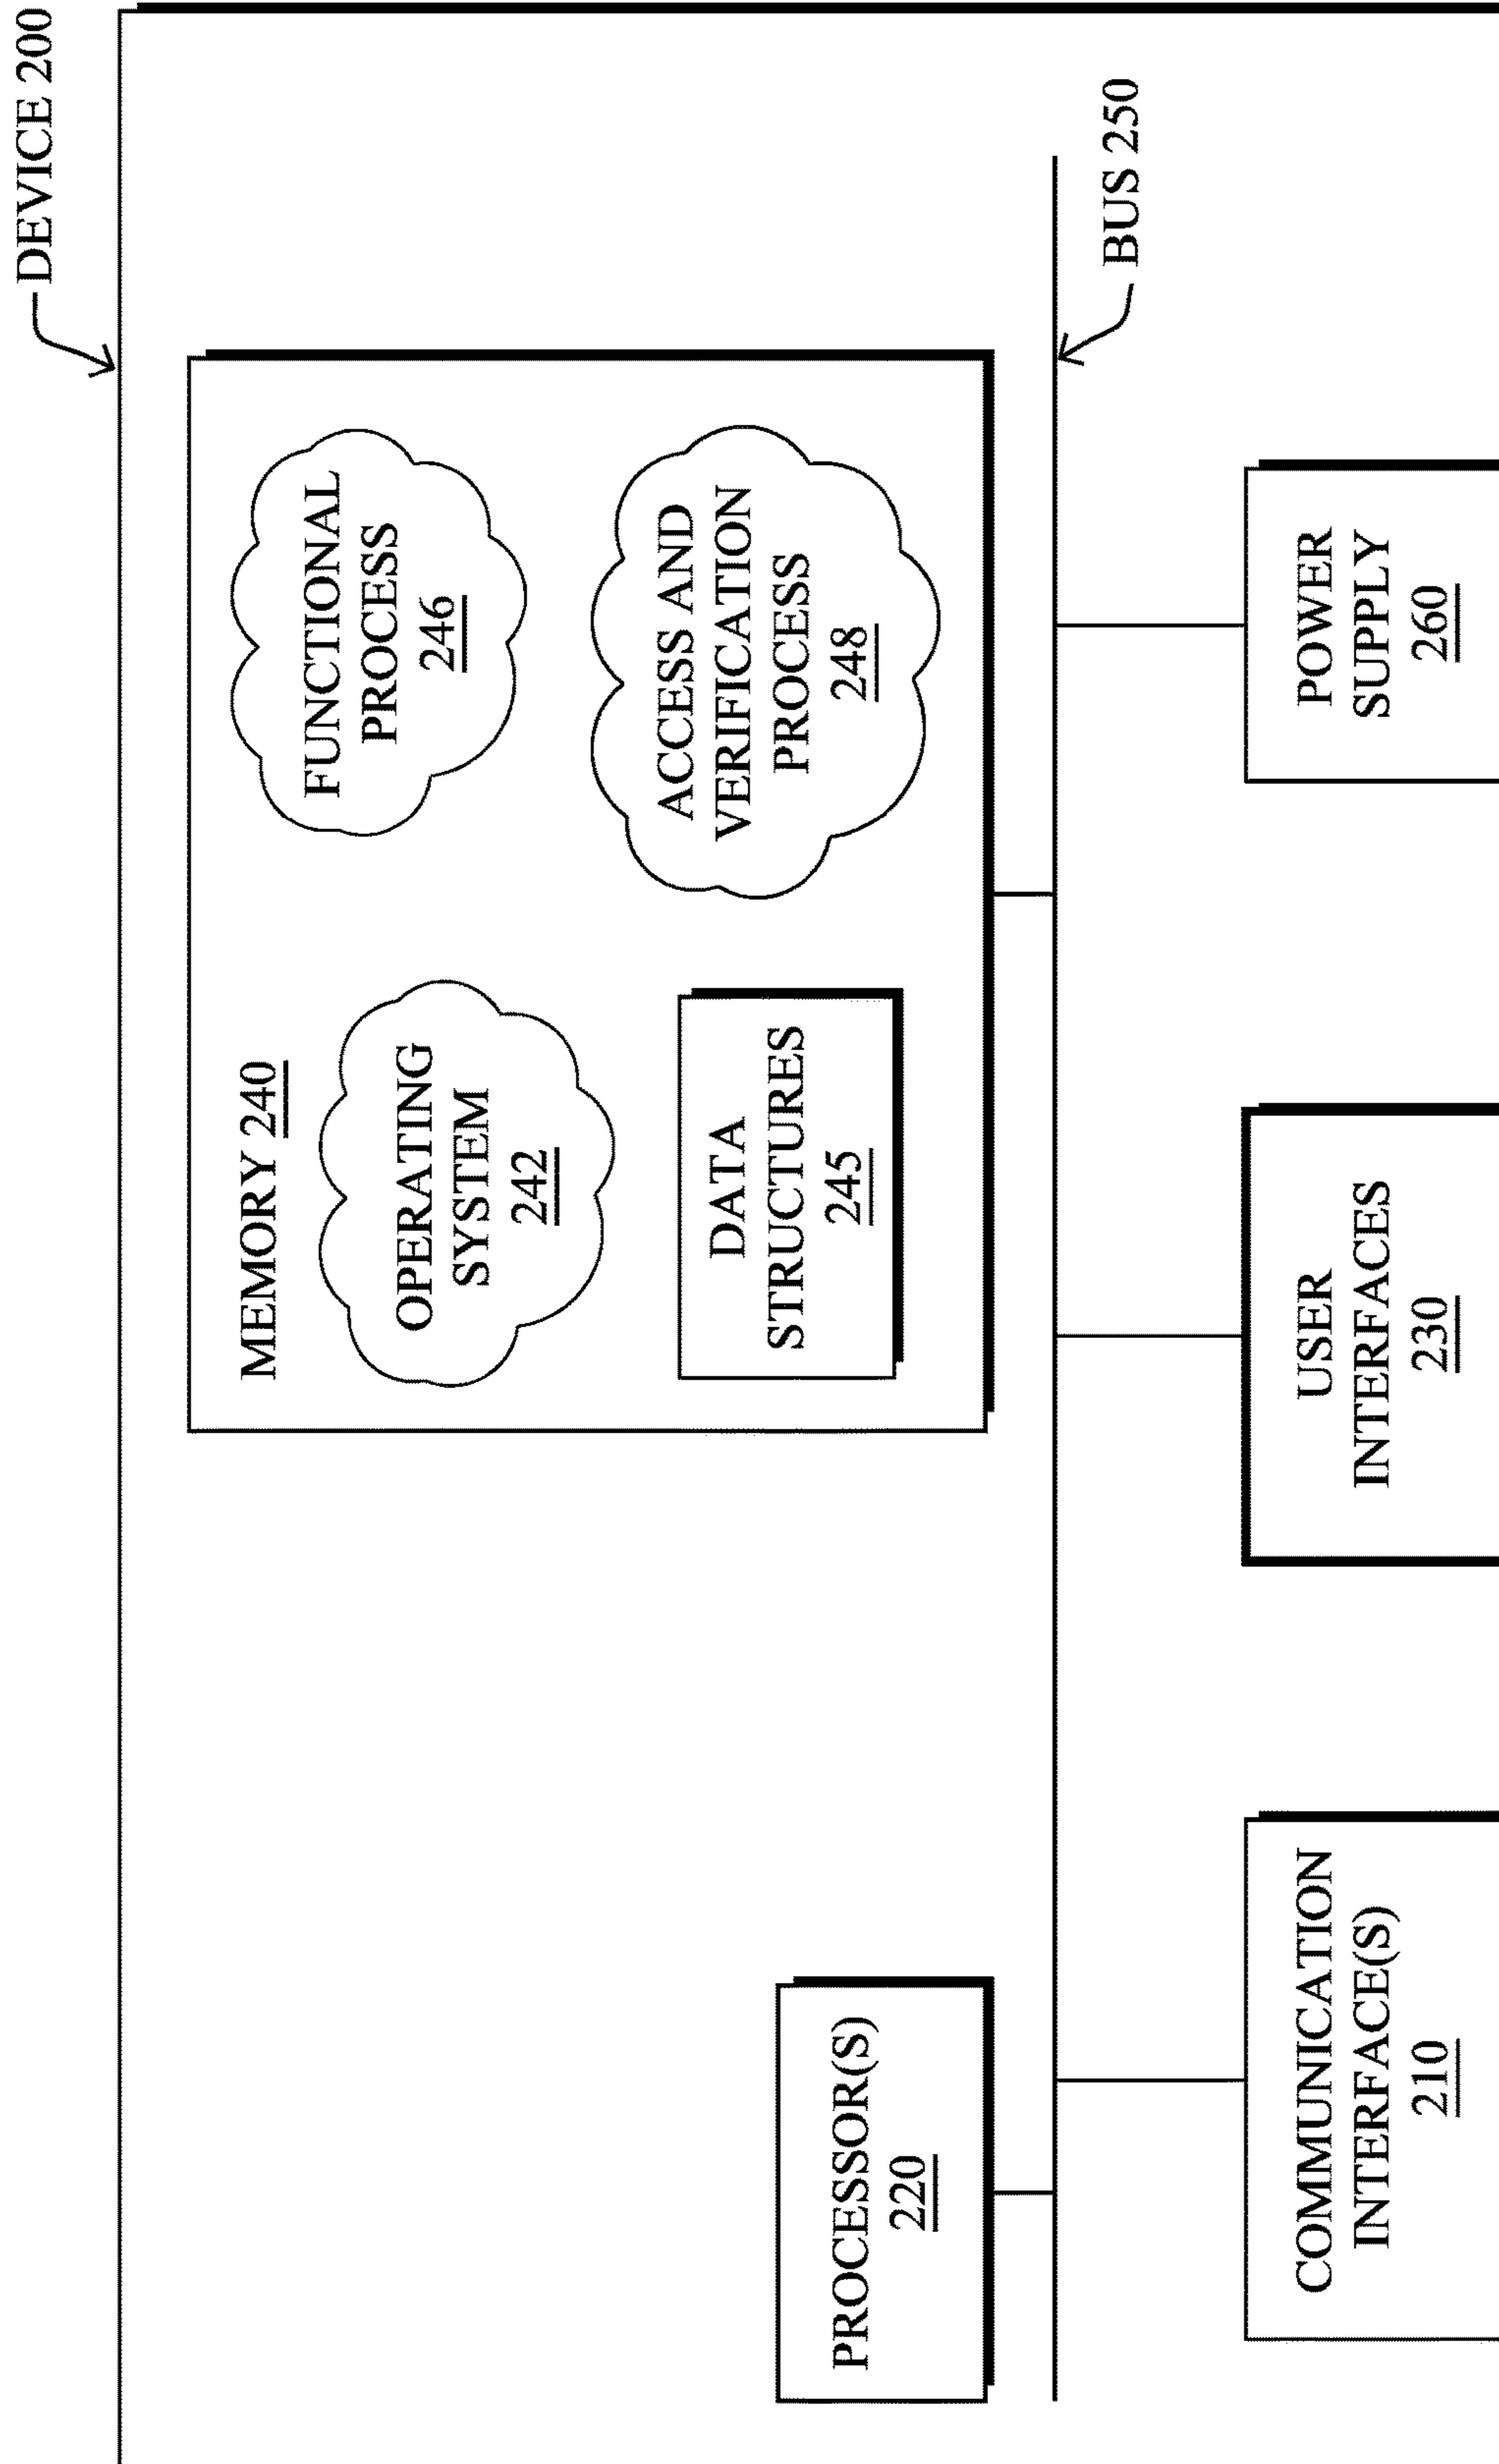 DEVICE 200
MEMORY 240
OPERATING
SYSTEM
242
FUNCTIONAL
PROCESS
246
DATA
STRUCTURES
245
ACCESS AND
VERIFICATION
PROCESS
248
PROCESSOR(S)
220
BUS 250
COMMUNICATION
INTERFACE(S)
210
USER
INTERFACES
230
POWER
SUPPLY
260